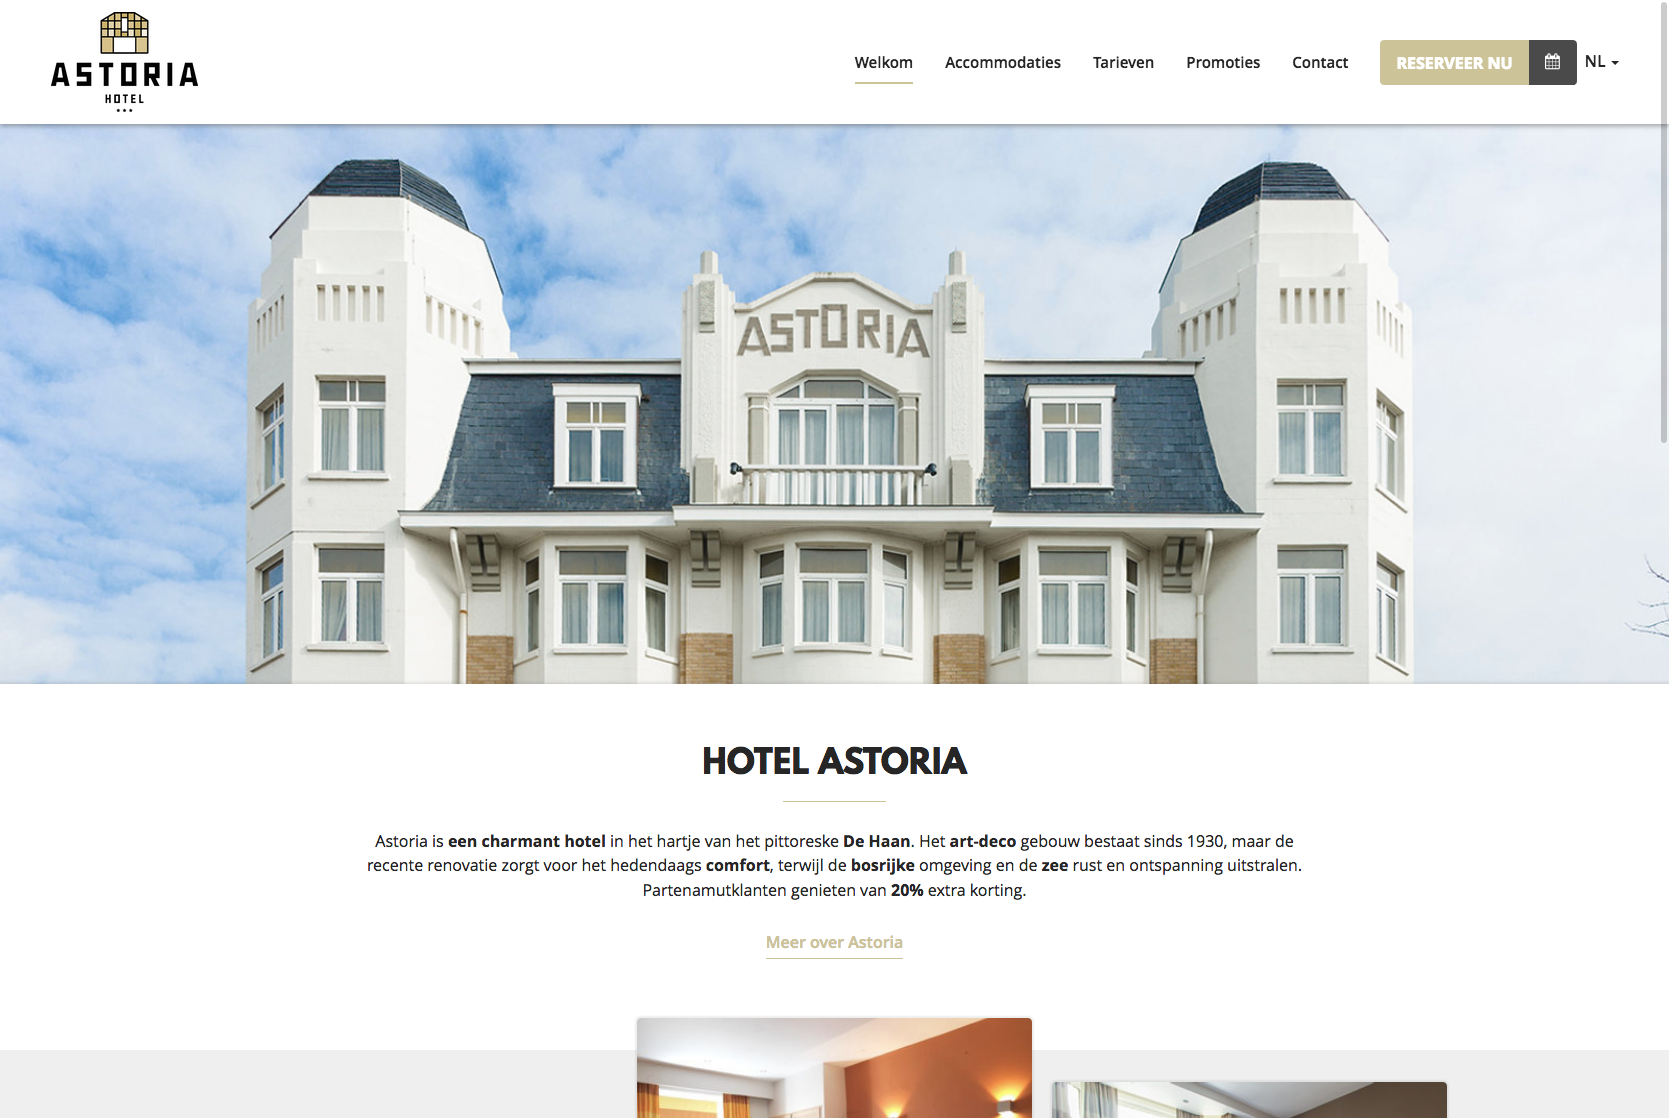 ASTORIA
HOTEL
Welkom
Accommodaties
Tarieven
Promoties
Contact
RESERVEER NU
NL
ASTORIA
HOTEL ASTORIA
Astoria is een charmant hotel in het hartje van het pittoreske De Haan. Het art-deco gebouw bestaat sinds 1930, maar de
recente renovatie zorgt voor het hedendaags comfort, terwijl de bosrijke omgeving en de zee rust en ontspanning uitstralen.
Partenamutklanten genieten van 20% extra korting.
Meer over Astoria